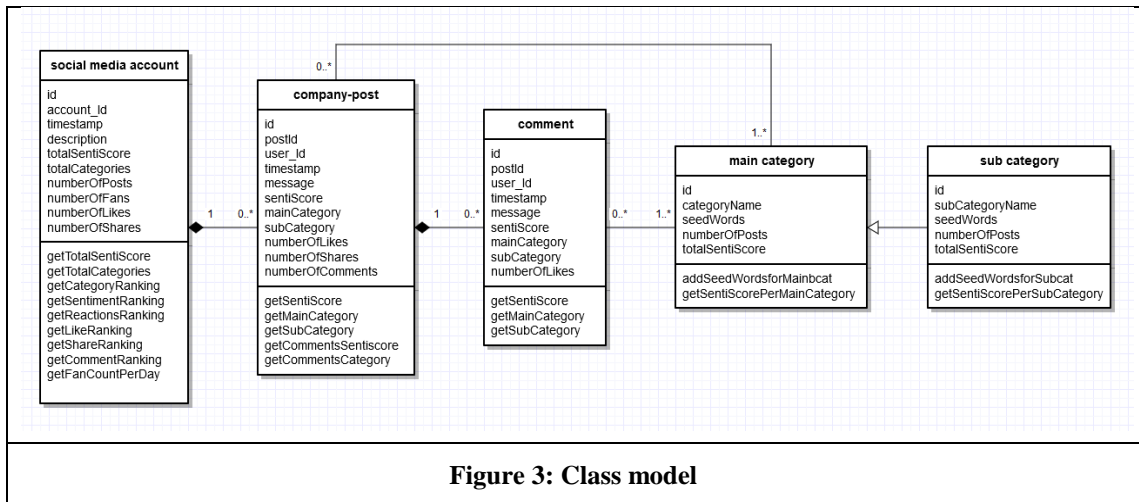 social media account
id
account_Id
timestamp
description
totalSentiScore
totalCategories
numberOfPosts
numberOfFans
numberOfLikes
numberOfShares
getTotalSentiScore
getTotalCategories
getCategoryRanking
getSentimentRanking
getReactionsRanking
getLikeRanking
getShareRanking
getCommentRanking
getFanCountPerDay
1
0..*
0..*
company-post
id
postId
user_Id
timestamp
message
sentiScore
mainCategory
subCategory
numberOfLikes
numberOfShares
numberOfComments
getSentiScore
getMainCategory
getSubCategory
getCommentsSentiscore
getCommentsCategory
1
0..*
comment
id
postId
user_Id
timestamp
message
sentiScore
mainCategory
subCategory
numberOfLikes
getSentiScore
getMainCategory
getSubCategory
0..*
1..*
1..*
main category
id
categoryName
seedWords
numberOfPosts
totalSentiScore
addSeedWordsforMainbcat
getSentiScorePerMainCategory
sub category
id
subCategoryName
seedWords
numberOfPosts
totalSentiScore
addSeedWordsforSubcat
getSentiScorePerSubCategory
Figure 3: Class model